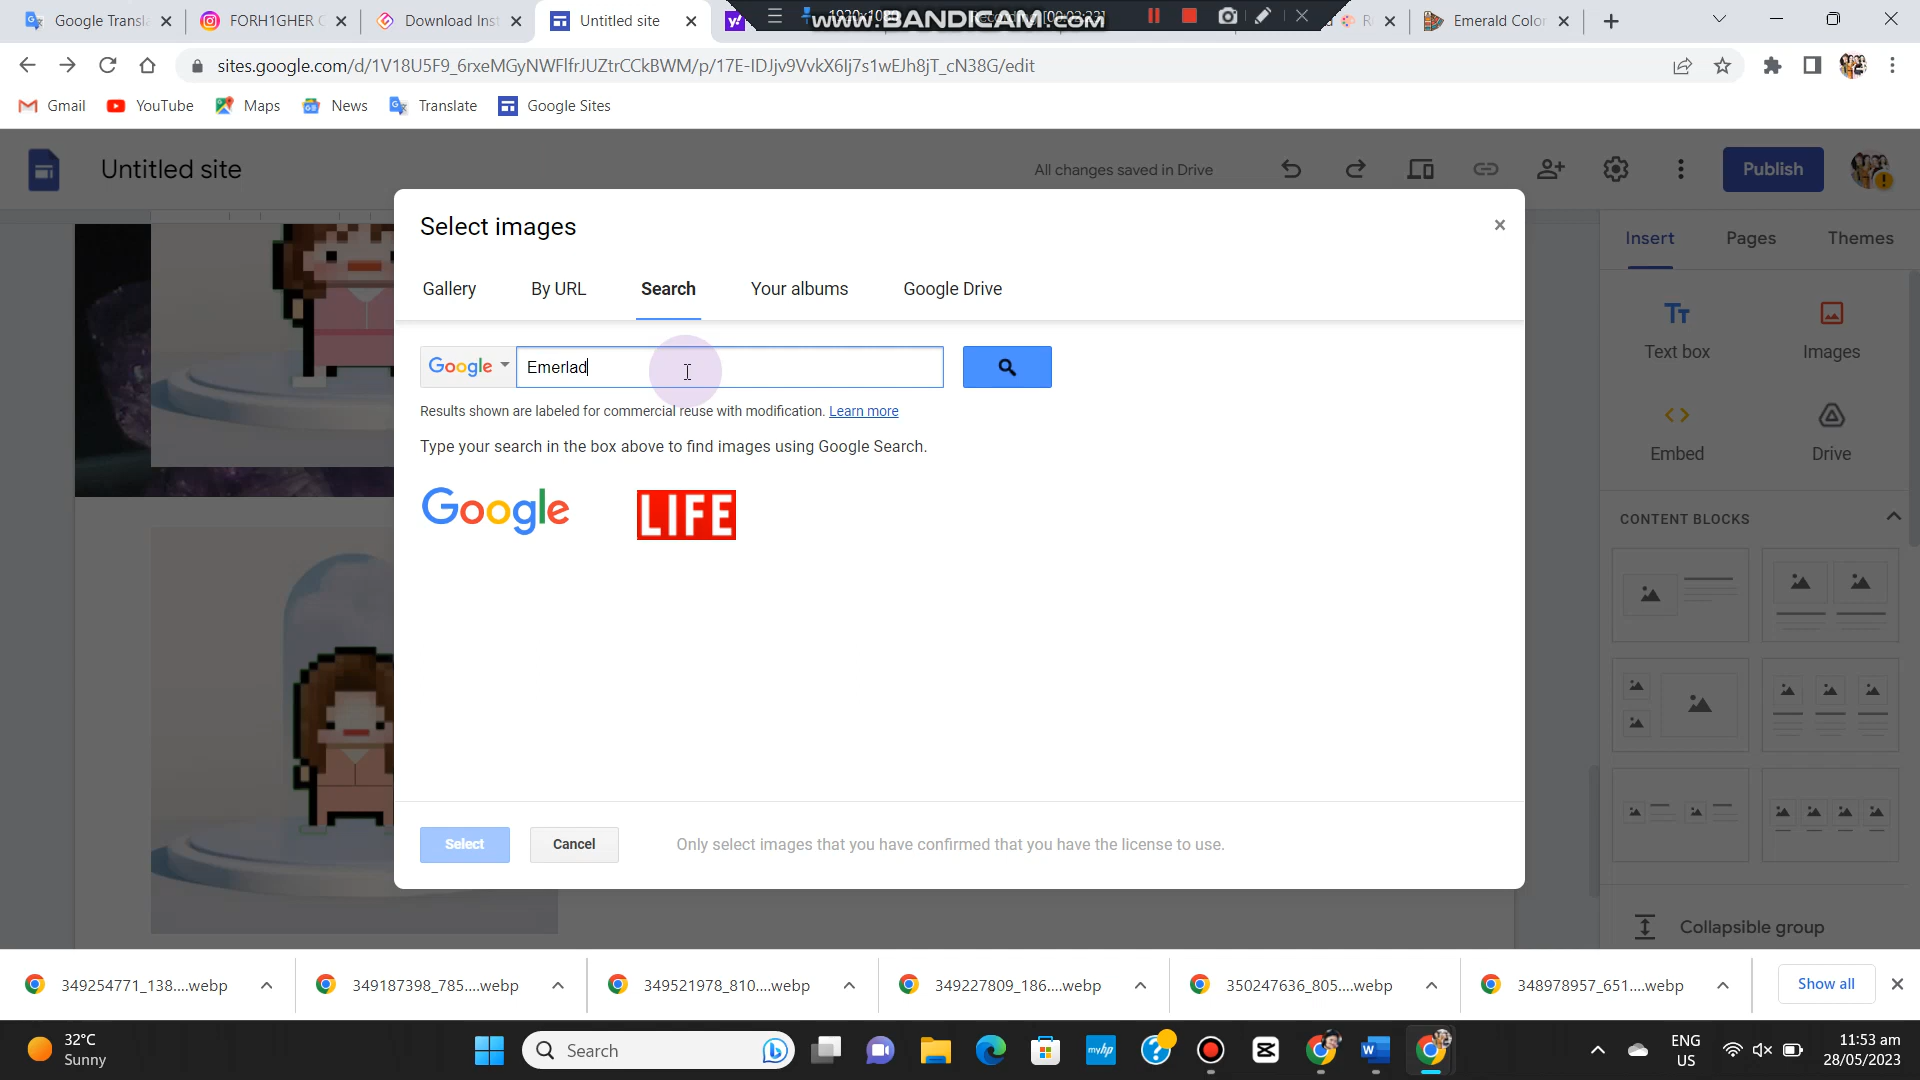 Google Transl
FORH1GHER C
Download Inst
Untitled site
www.BANDICAM.com
Emerald Color
sites.google.com/d/1V18U5F9_6rxeMGyNWFlfrJUZtrCCkBWM/p/17E-IDJjv9VvkX6Ij7s1wEJh8jT_cN38G/edit
Gmail
YouTube
Maps
News
Translate
Google Sites
Untitled site
All changes saved in Drive
Publish
Select images
Gallery
By URL
Search
Your albums
Google Drive
Google
Emerlad
Results shown are labeled for commercial reuse with modification. Learn more
Type your search in the box above to find images using Google Search.
Google
LIFE
Select
Cancel
Only select images that you have confirmed that you have the license to use.
Insert
Pages
Themes
Text box
Images
Embed
Drive
CONTENT BLOCKS
Collapsible group
349254771_138....webp
349187398_785....webp
349521978_810....webp
349227809_186....webp
350247636_805....webp
348978957_651....webp
Show all
32°C
Sunny
Search
myhp
ENG
US
11:53 am
28/05/2023